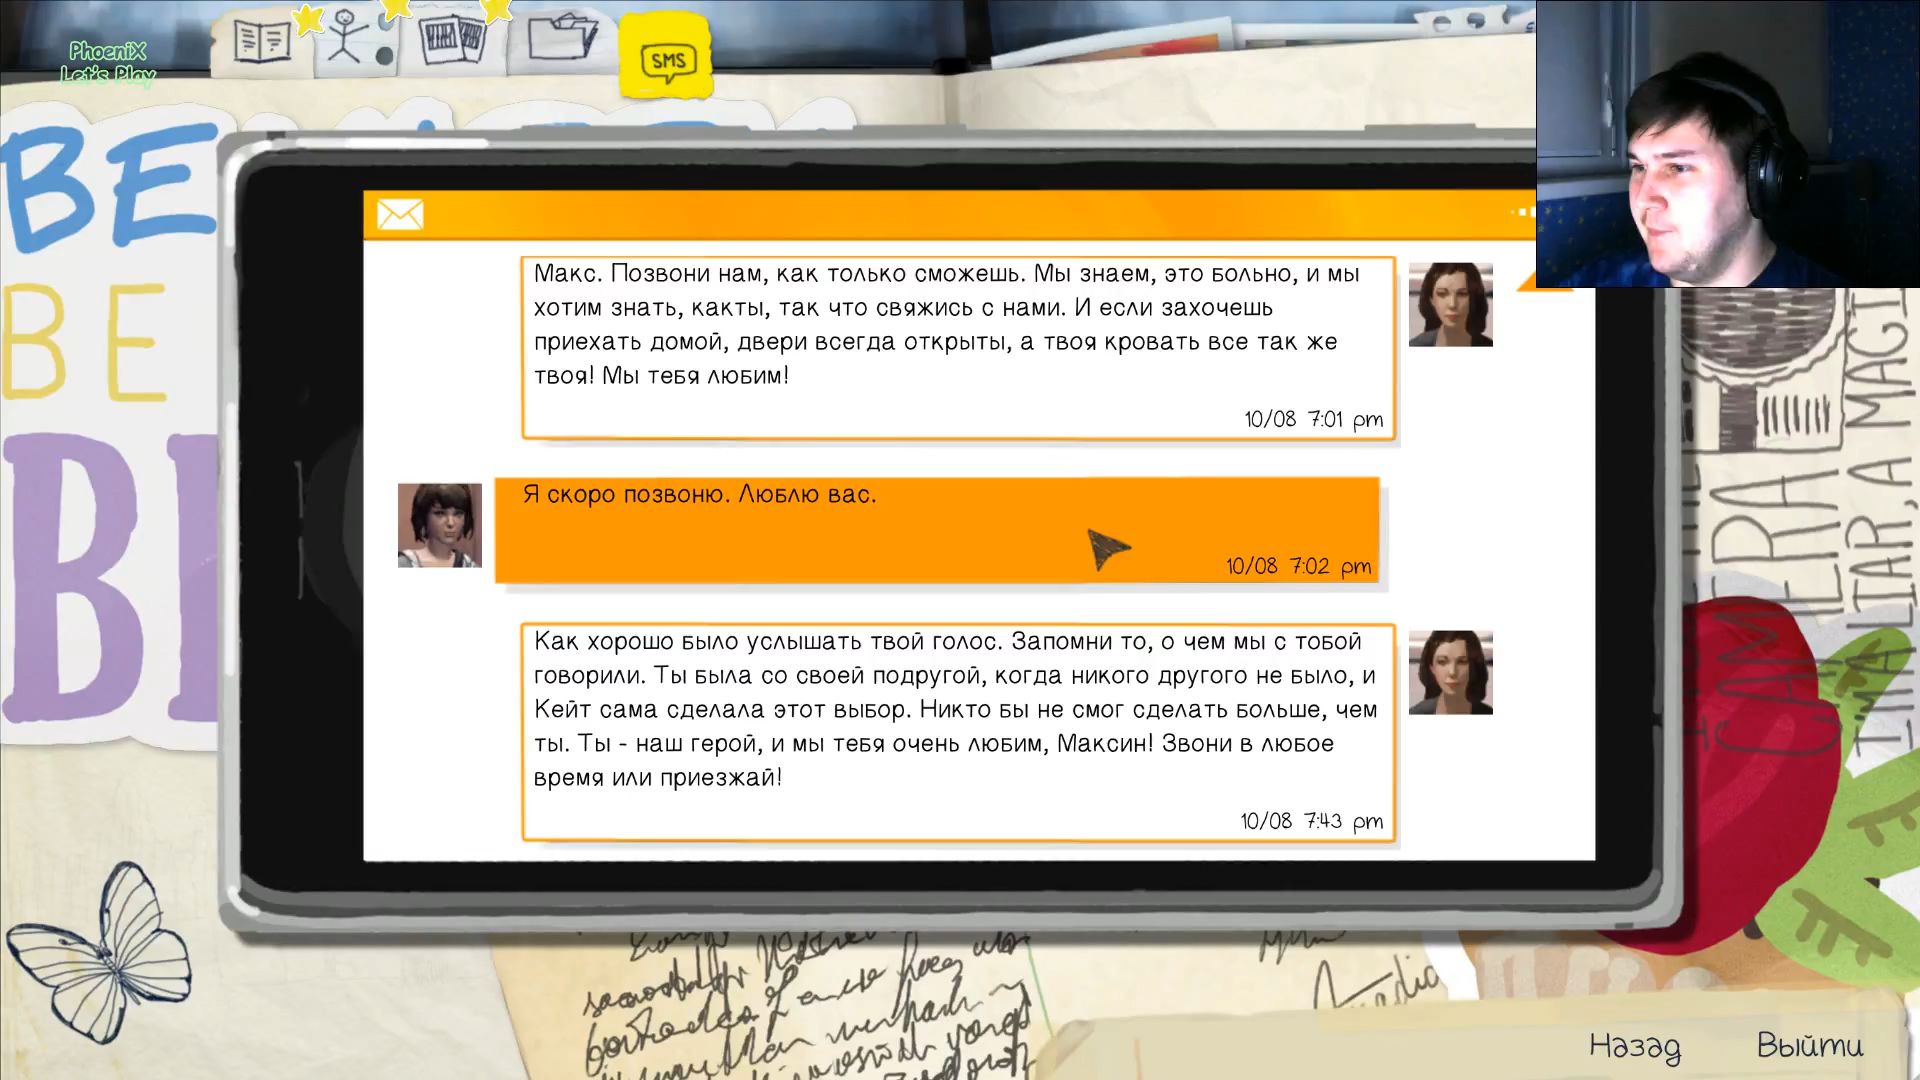 PhoeniX
Let's Play
SMS
BE
BE
Макс. Позвони нам, как только сможешь. Мы знаем, это больно, и мы
хотим знать, какты, так что свяжись с нами. И если захочешь
приехать домой, двери всегда открыты, а твоя кровать все так же
твоя! Мы тебя любим!
10/08 7:01 pm
Я скоро позвоню. Люблю вас.
10/08 7:02 pm
Как хорошо было услышать твой голос. Запомни то, о чем мы с тобой
говорили. Ты была со своей подругой, когда никого другого не было, и
Кейт сама сделала этот выбор. Никто бы не смог сделать больше, чем
ты. Ты - наш герой, и мы тебя очень любим, Максин! Звони в любое
время или приезжай!
10/08 7:43 pm
CAMERA
LIAR, A MAGI
Назад Выйти